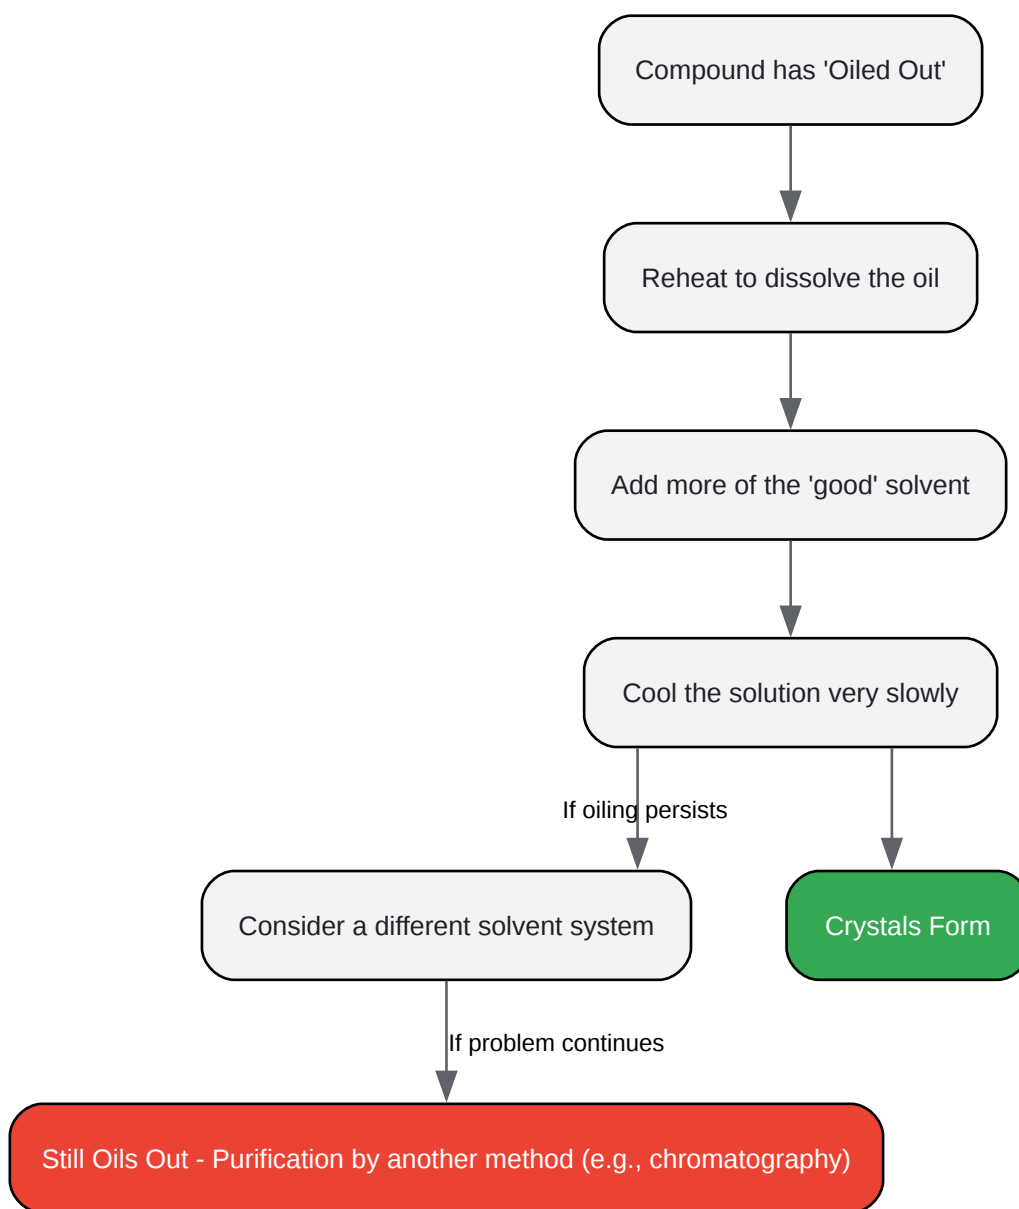 Compound has 'Oiled Out'
Reheat to dissolve the oil
Add more of the 'good' solvent
Cool the solution very slowly
If oiling persists
Consider a different solvent system
Crystals Form
If problem continues
Still Oils Out - Purification by another method (e.g., chromatography)